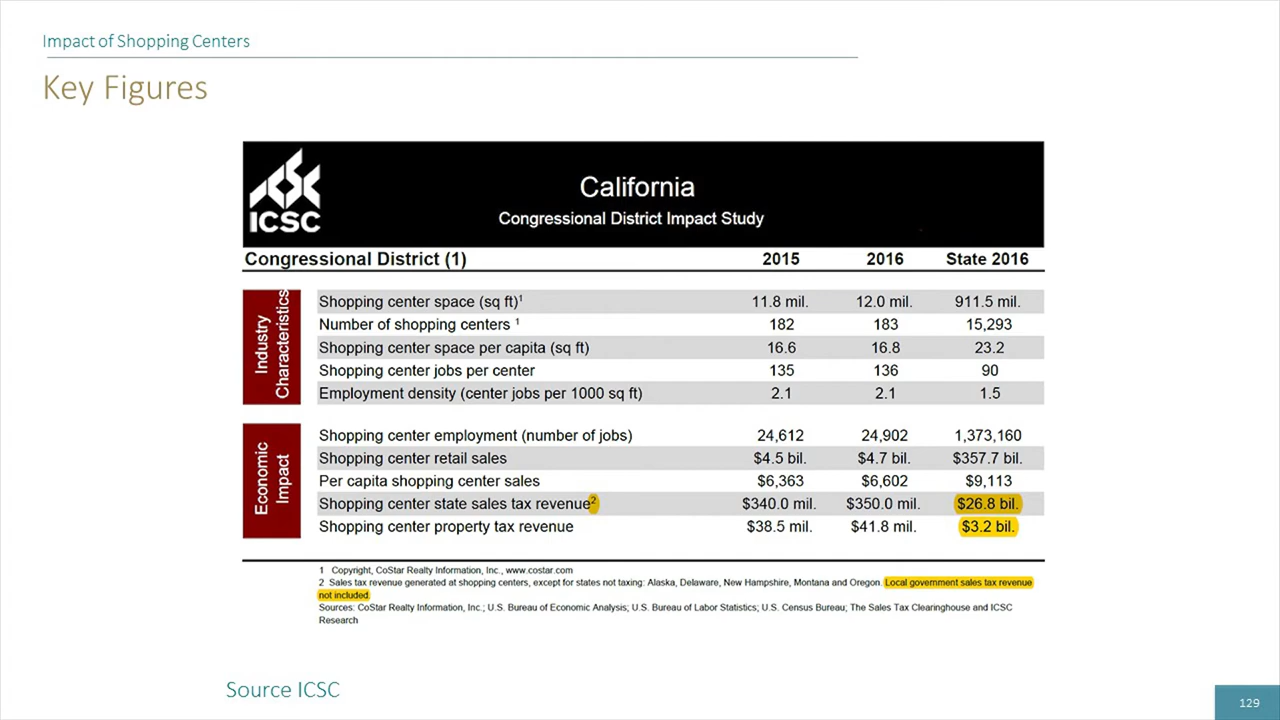 Impact of Shopping Centers
Key Figures
ICSC
California
Congressional District Impact Study
Congressional District (1) 2015 2016 State 2016
Industry Characteristics
Shopping center space (sq ft)¹ 11.8 mil. 12.0 mil. 911.5 mil.
Number of shopping centers ¹ 182 183 15,293
Shopping center space per capita (sq ft) 16.6 16.8 23.2
Shopping center jobs per center 135 136 90
Employment density (center jobs per 1000 sq ft) 2.1 2.1 1.5
Economic Impact
Shopping center employment (number of jobs) 24,612 24,902 1,373,160
Shopping center retail sales $4.5 bil. $4.7 bil. $357.7 bil.
Per capita shopping center sales $6,363 $6,602 $9,113
Shopping center state sales tax revenue² $340.0 mil. $350.0 mil. $26.8 bil.
Shopping center property tax revenue $38.5 mil. $41.8 mil. $3.2 bil.
1 Copyright, CoStar Realty Information, Inc., www.costar.com
2 Sales tax revenue generated at shopping centers, except for states not taxing: Alaska, Delaware, New Hampshire, Montana and Oregon. Local government sales tax revenue
not included.
Sources: CoStar Realty Information, Inc.; U.S. Bureau of Economic Analysis; U.S. Bureau of Labor Statistics; U.S. Census Bureau; The Sales Tax Clearinghouse and ICSC
Research
Source ICSC
129